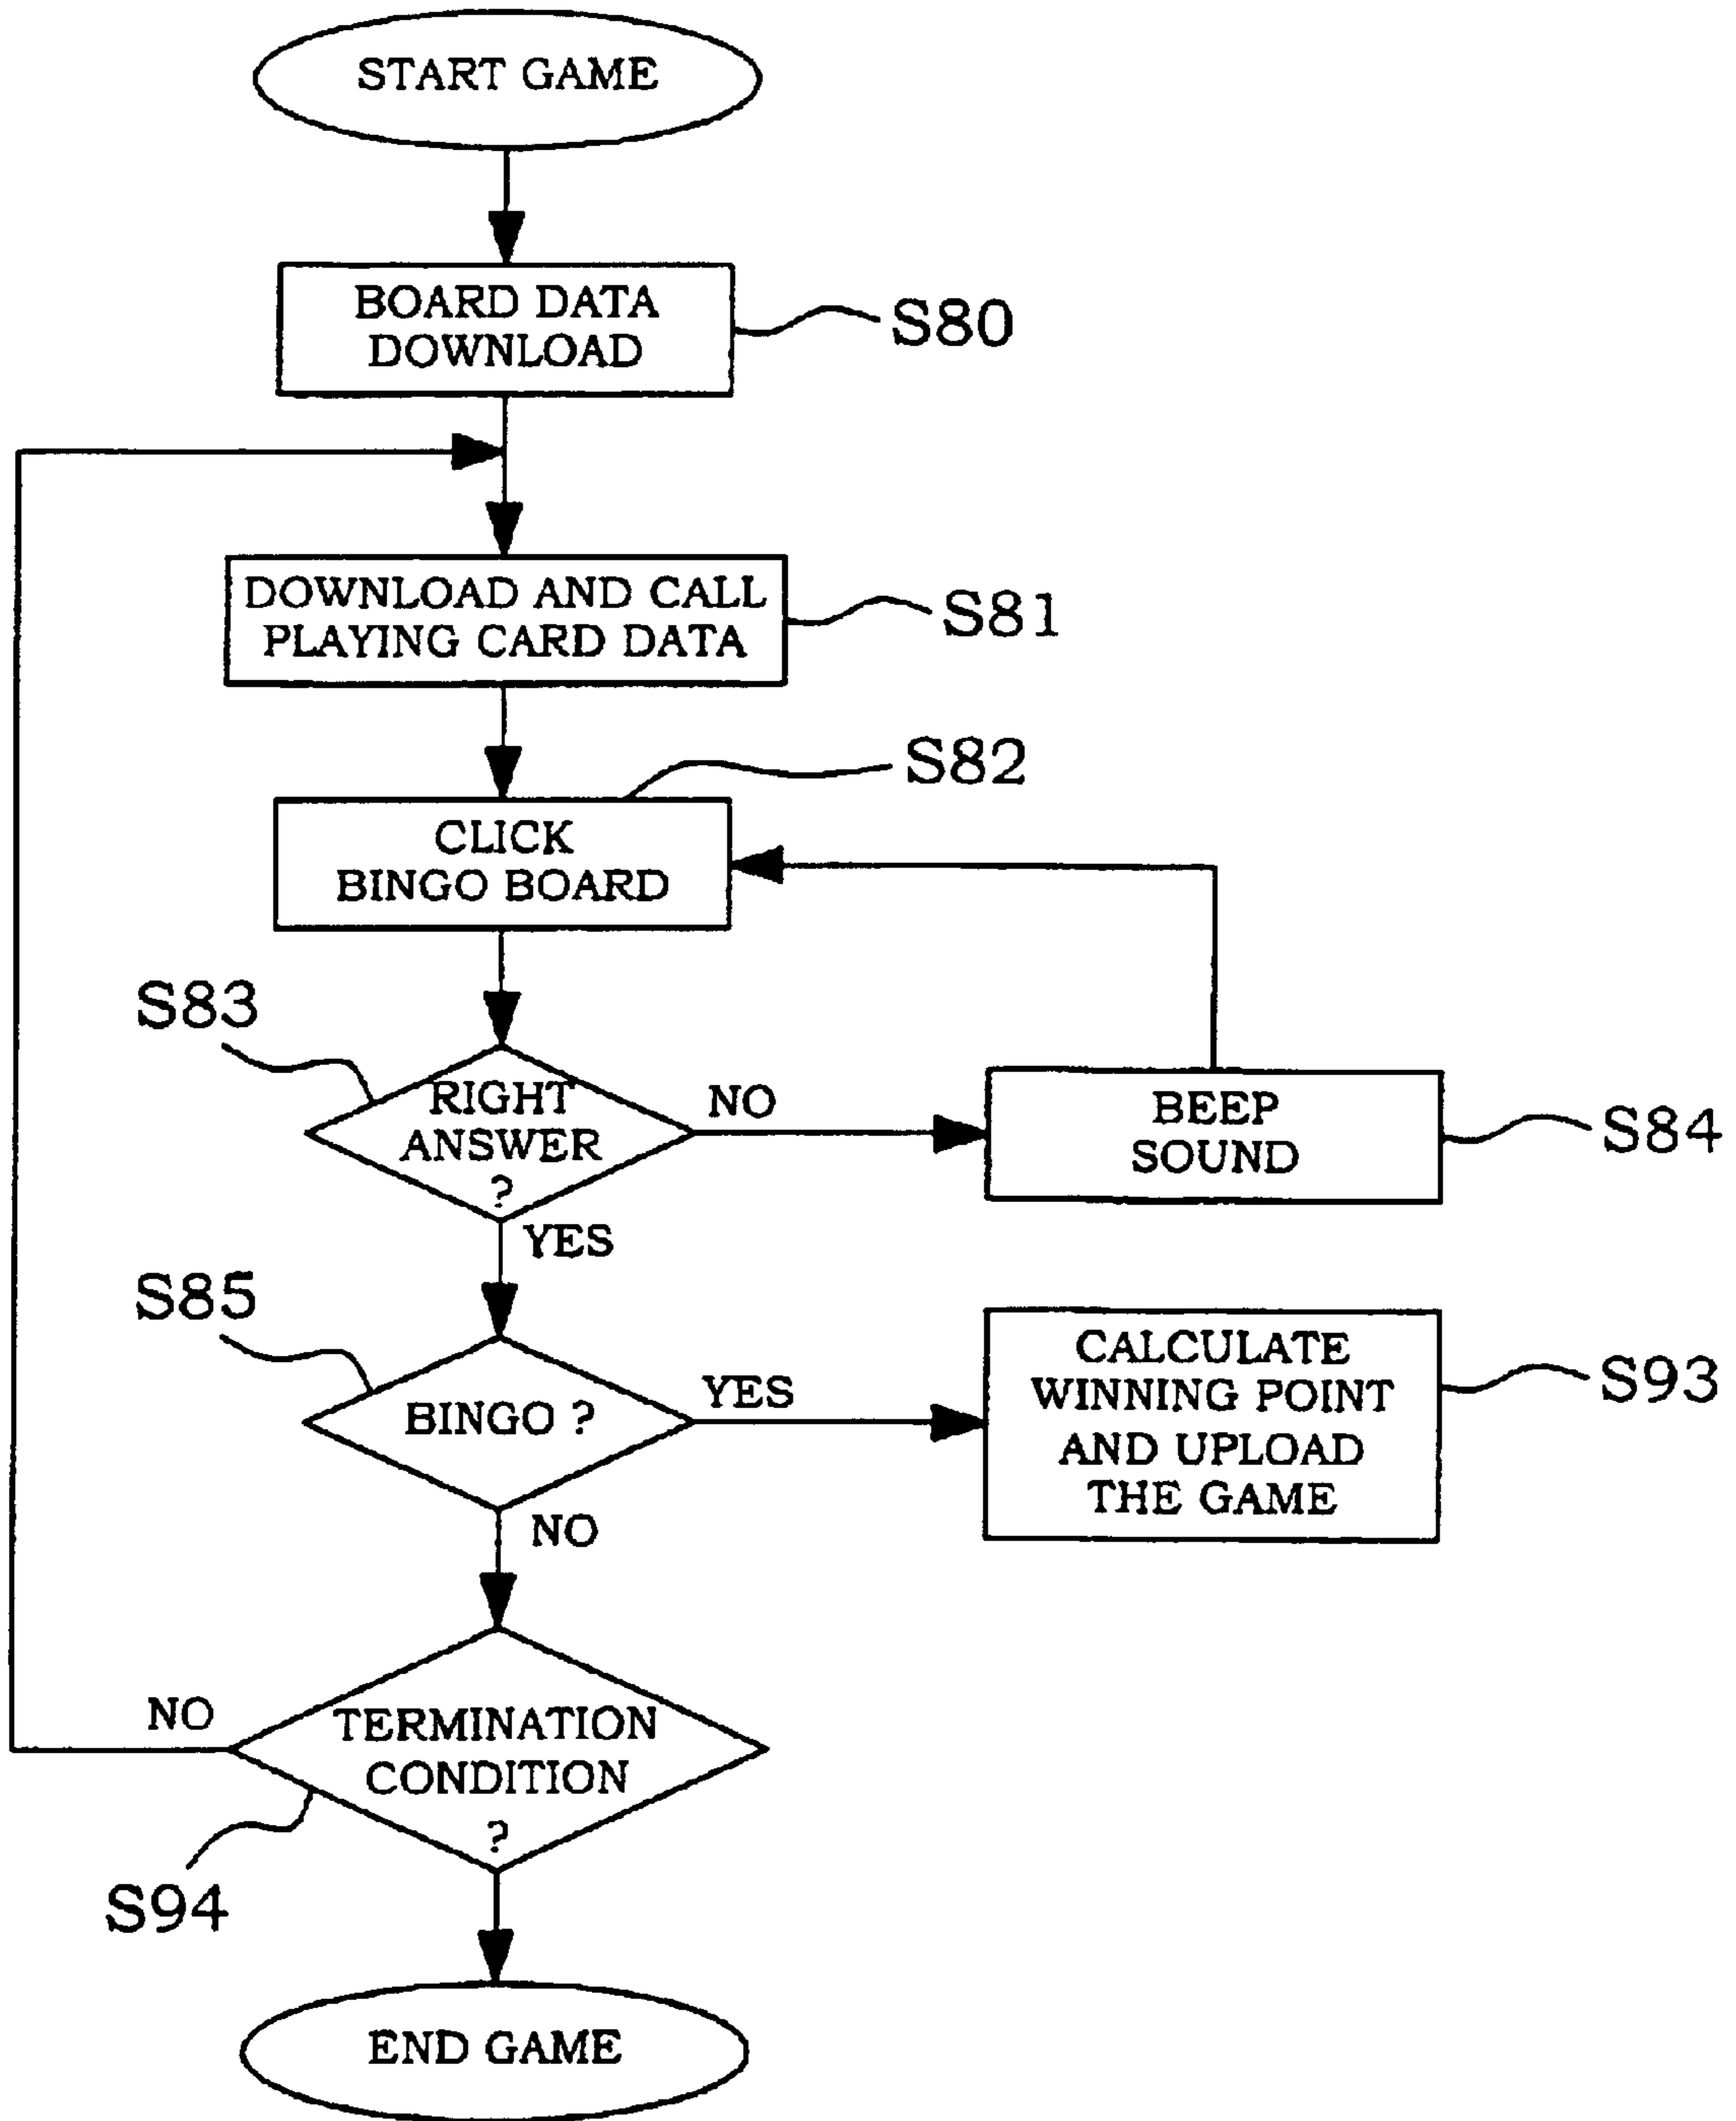 START GAME
BOARD DATA
DOWNLOAD
S80
DOWNLOAD AND CALL
PLAYING CARD DATA
S81
S82
CLICK
BINGO BOARD
S83
RIGHT
ANSWER
?
NO
BEEP
SOUND
S84
YES
S85
BINGO ?
YES
CALCULATE
WINNING POINT
AND UPLOAD
THE GAME
S93
NO
NO
TERMINATION
CONDITION
?
S94
END GAME